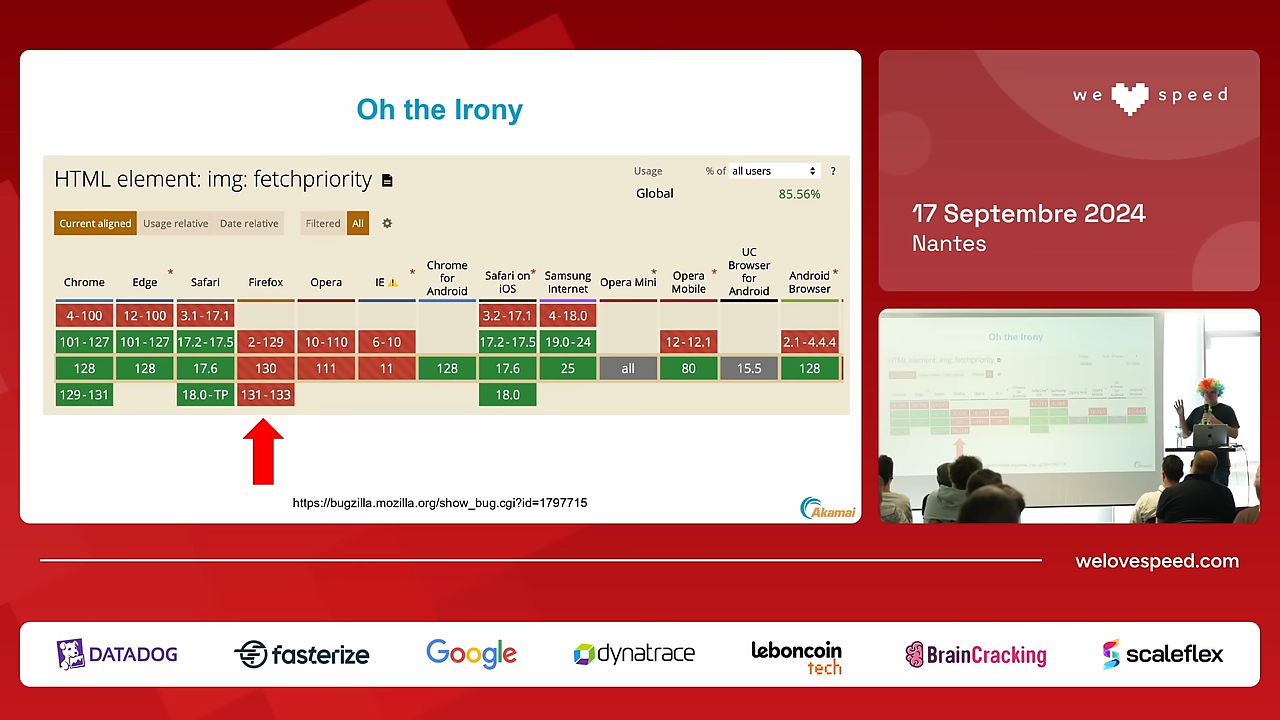 Oh the Irony
HTML element: img: fetchpriority
Usage % of all users ?
Global 85.56%
Current aligned Usage relative Date relative Filtered All
Chrome Edge * Safari Firefox Opera IE * Chrome for Android Safari on iOS * Samsung Internet Opera Mini * Opera Mobile * UC Browser for Android Android Browser *
4-100 12-100 3.1-17.1 3.2-17.1 4-18.0
101-127 101-127 17.2-17.5 2-129 10-110 6-10 17.2-17.5 19.0-24 12-12.1 2.1-4.4.4
128 128 17.6 130 111 11 128 17.6 25 all 80 15.5 128
129-131 18.0-TP 131-133 18.0
https://bugzilla.mozilla.org/show_bug.cgi?id=1797715
Akamai
we speed
17 Septembre 2024
Nantes
Oh the Irony
welovespeed.com
DATADOG
fasterize
Google
dynatrace
leboncoin
tech
BrainCracking
scaleflex